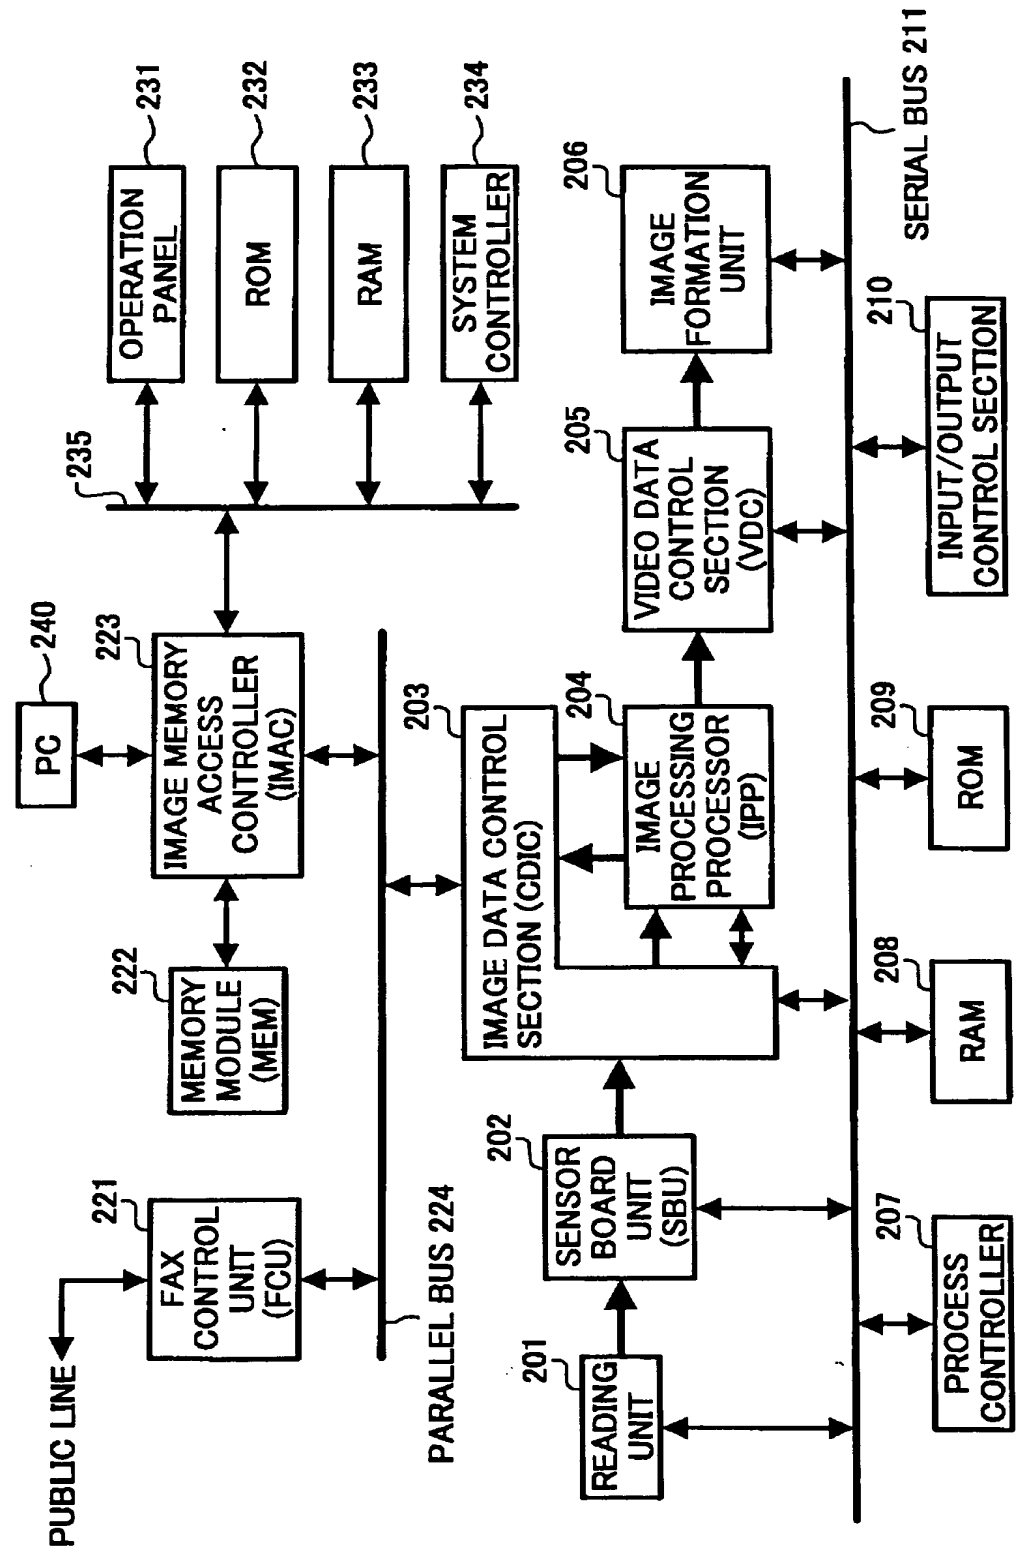 PUBLIC LINE
221
FAX
CONTROL
UNIT
(FCU)
222
MEMORY
MODULE
(MEM)
PC
240
223
IMAGE MEMORY
ACCESS
CONTROLLER
(IMAC)
235
OPERATION
PANEL
231
ROM
232
RAM
233
SYSTEM
CONTROLLER
234
PARALLEL BUS 224
201
READING
UNIT
202
SENSOR
BOARD
UNIT
(SBU)
203
IMAGE DATA CONTROL
SECTION (CDIC)
204
IMAGE
PROCESSING
PROCESSOR
(IPP)
205
VIDEO DATA
CONTROL
SECTION
(VDC)
206
IMAGE
FORMATION
UNIT
SERIAL BUS 211
207
PROCESS
CONTROLLER
208
RAM
209
ROM
210
INPUT/OUTPUT
CONTROL SECTION